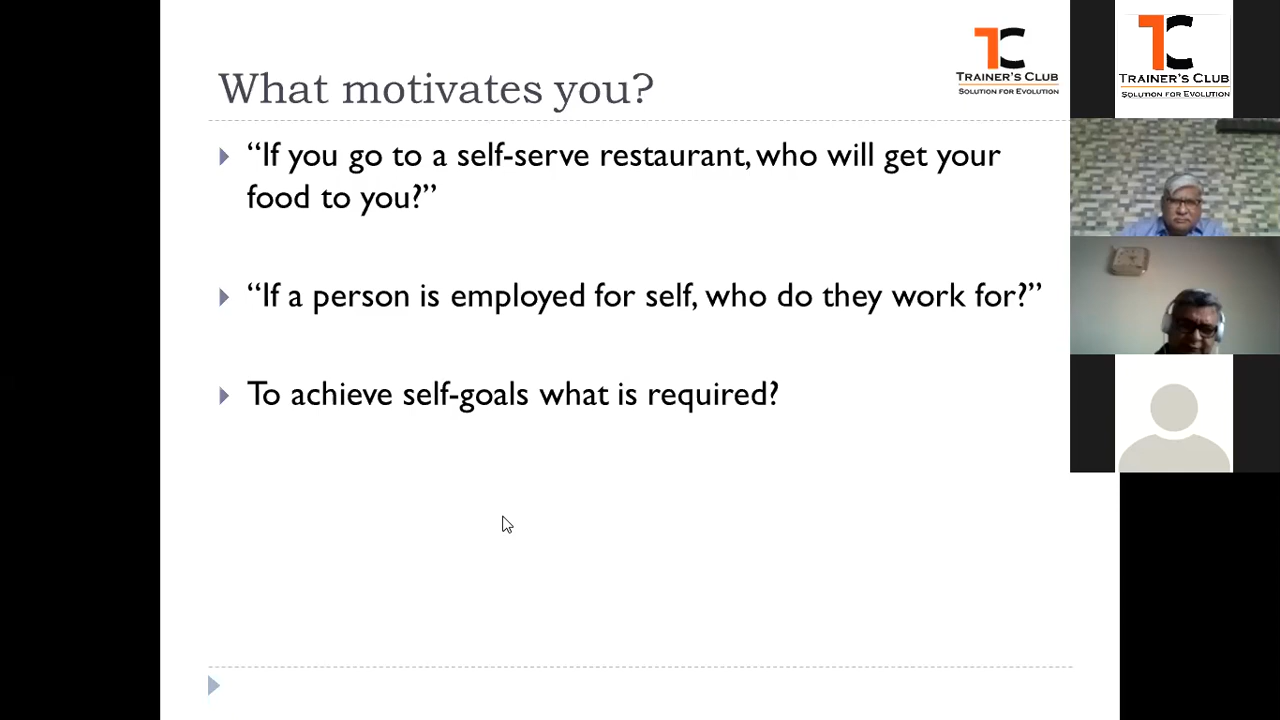 What motivates you?
TC
TRAINER'S CLUB
SOLUTION FOR EVOLUTION
TC
TRAINER'S CLUB
SOLUTION FOR EVOLUTION
“If you go to a self-serve restaurant, who will get your
food to you?”
“If a person is employed for self, who do they work for?”
To achieve self-goals what is required?